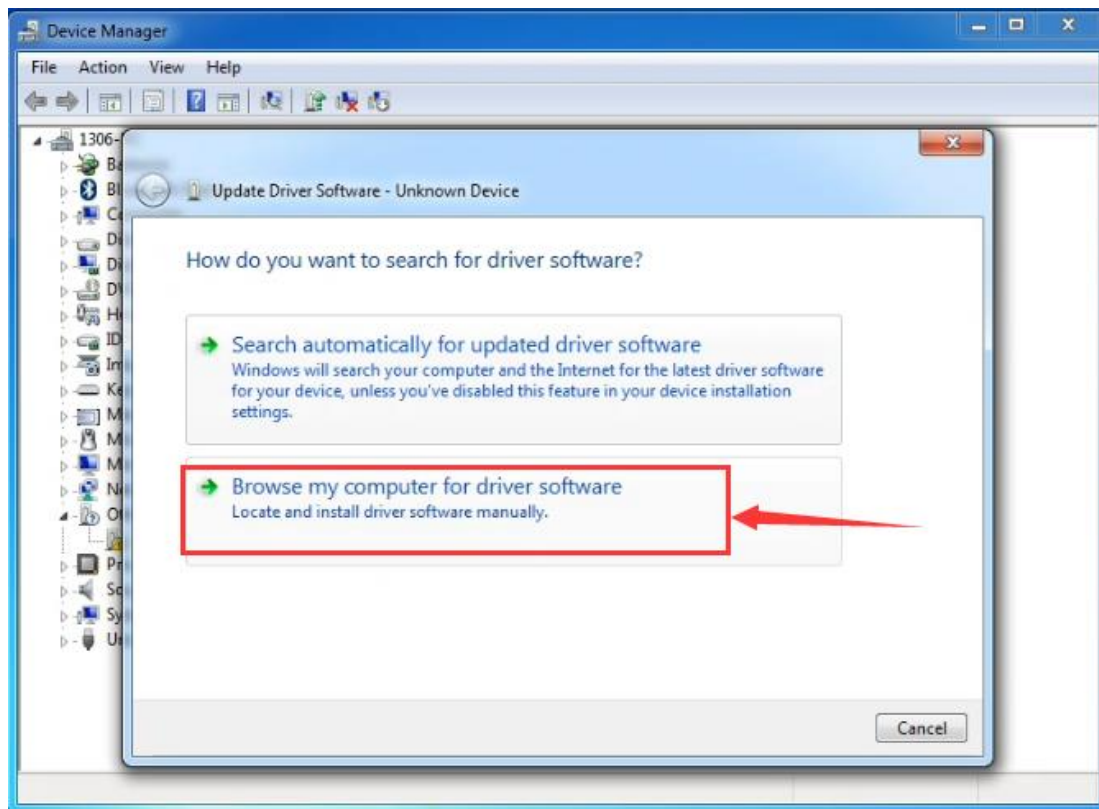 Device Manager
File Action View Help
1306-
Update Driver Software - Unknown Device
How do you want to search for driver software?
Search automatically for updated driver software
Windows will search your computer and the Internet for the latest driver software
for your device, unless you've disabled this feature in your device installation
settings.
Browse my computer for driver software
Locate and install driver software manually.
Cancel